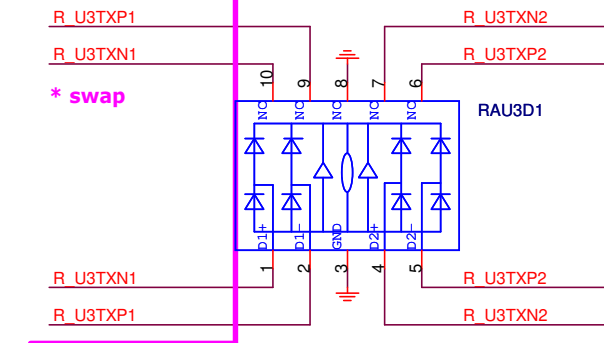 R_U3TXP1
R_U3TXN2
R_U3TXN1
R_U3TXP2
* swap
10
9
8
7
6
RAU3D1
NC
NC
NC
NC
NC
D1+
D1-
GND
D2+
D2-
1
2
3
4
5
R_U3TXN1
R_U3TXP2
R_U3TXP1
R_U3TXN2